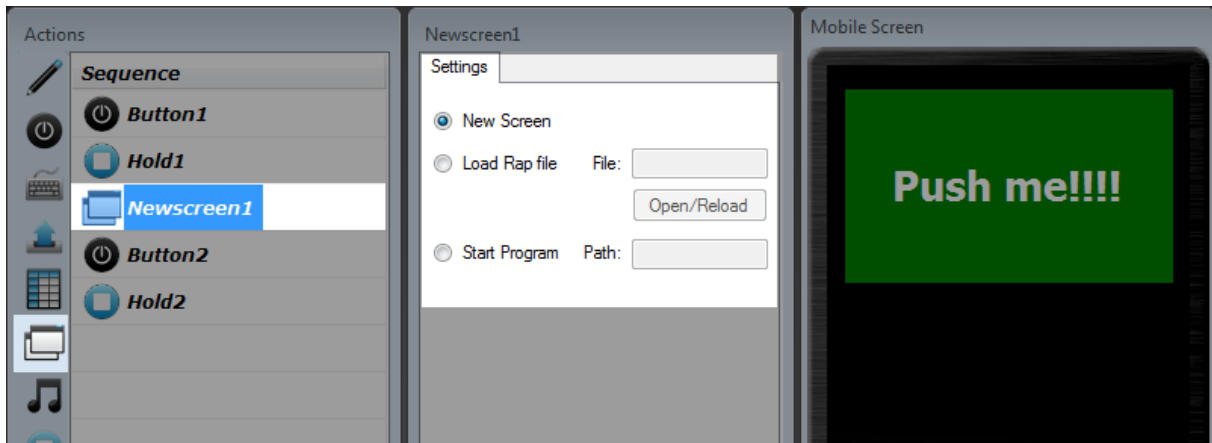 Actions
Sequence
Button1
Hold1
Newscreen1
Button2
Hold2
Newscreen1
Settings
New Screen
Load Rap file File:
Open/Reload
Start Program Path:
Mobile Screen
Push me!!!!